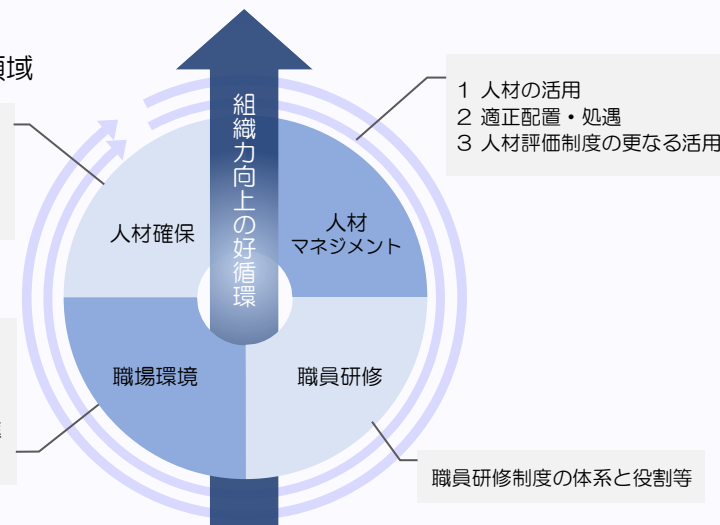 領域
1 人材の活用
2 適正配置・処遇
3 人材評価制度の更なる活用
組織力向上の好循環
人材確保
人材
マネジメント
職場環境
職員研修
職員研修制度の体系と役割等